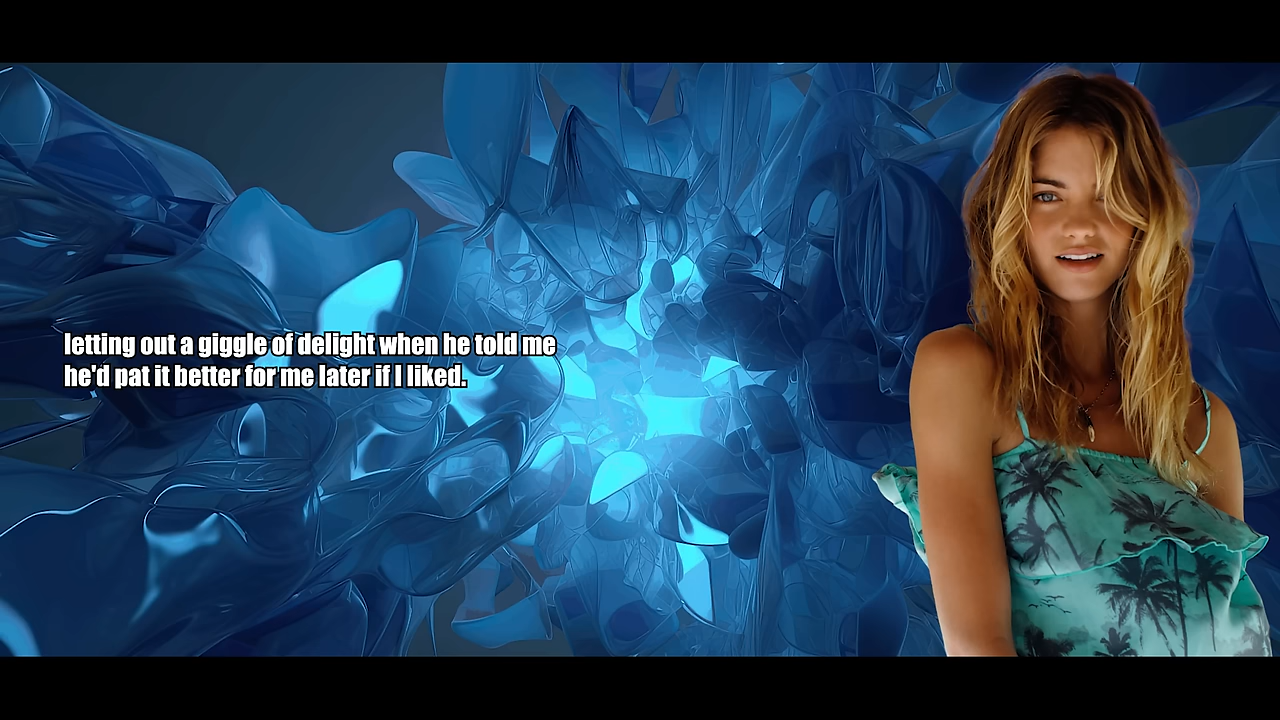 letting out a giggle of delight when he told me
he'd pat it better for me later if I liked.